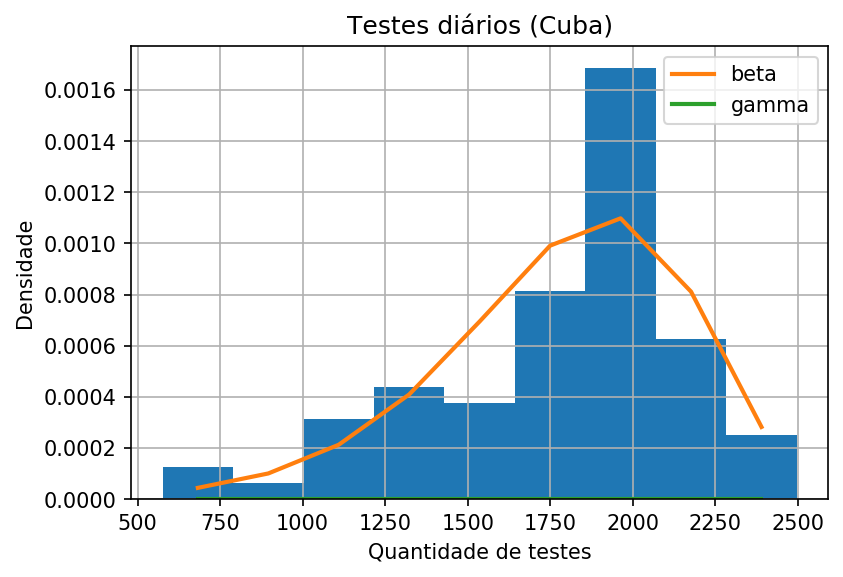 Testes diários (Cuba)
beta
gamma
Densidade
0.0016
0.0014
0.0012
0.0010
0.0008
0.0006
0.0004
0.0002
0.0000
500 750 1000 1250 1500 1750 2000 2250 2500
Quantidade de testes